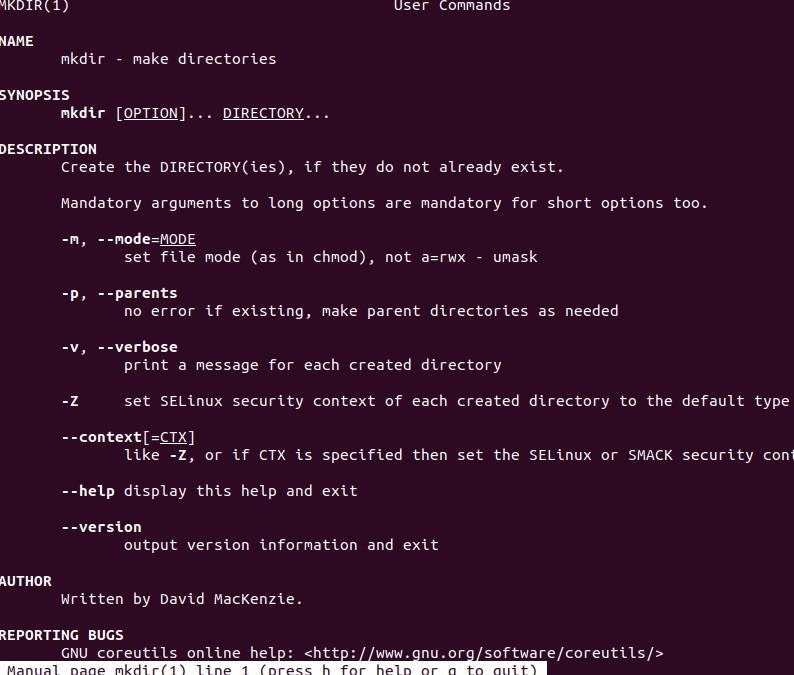 MKDIR(1) User Commands
NAME
mkdir - make directories
SYNOPSIS
mkdir [OPTION]... DIRECTORY...
DESCRIPTION
Create the DIRECTORY(ies), if they do not already exist.
Mandatory arguments to long options are mandatory for short options too.
-m, --mode=MODE
set file mode (as in chmod), not a=rwx - umask
-p, --parents
no error if existing, make parent directories as needed
-v, --verbose
print a message for each created directory
-Z set SELinux security context of each created directory to the default type
--context[=CTX]
like -Z, or if CTX is specified then set the SELinux or SMACK security
--help display this help and exit
--version
output version information and exit
AUTHOR
Written by David MacKenzie.
REPORTING BUGS
GNU coreutils online help: <http://www.gnu.org/software/coreutils/>
Manual page mkdir(1) line 1 (press h for help or q to quit)